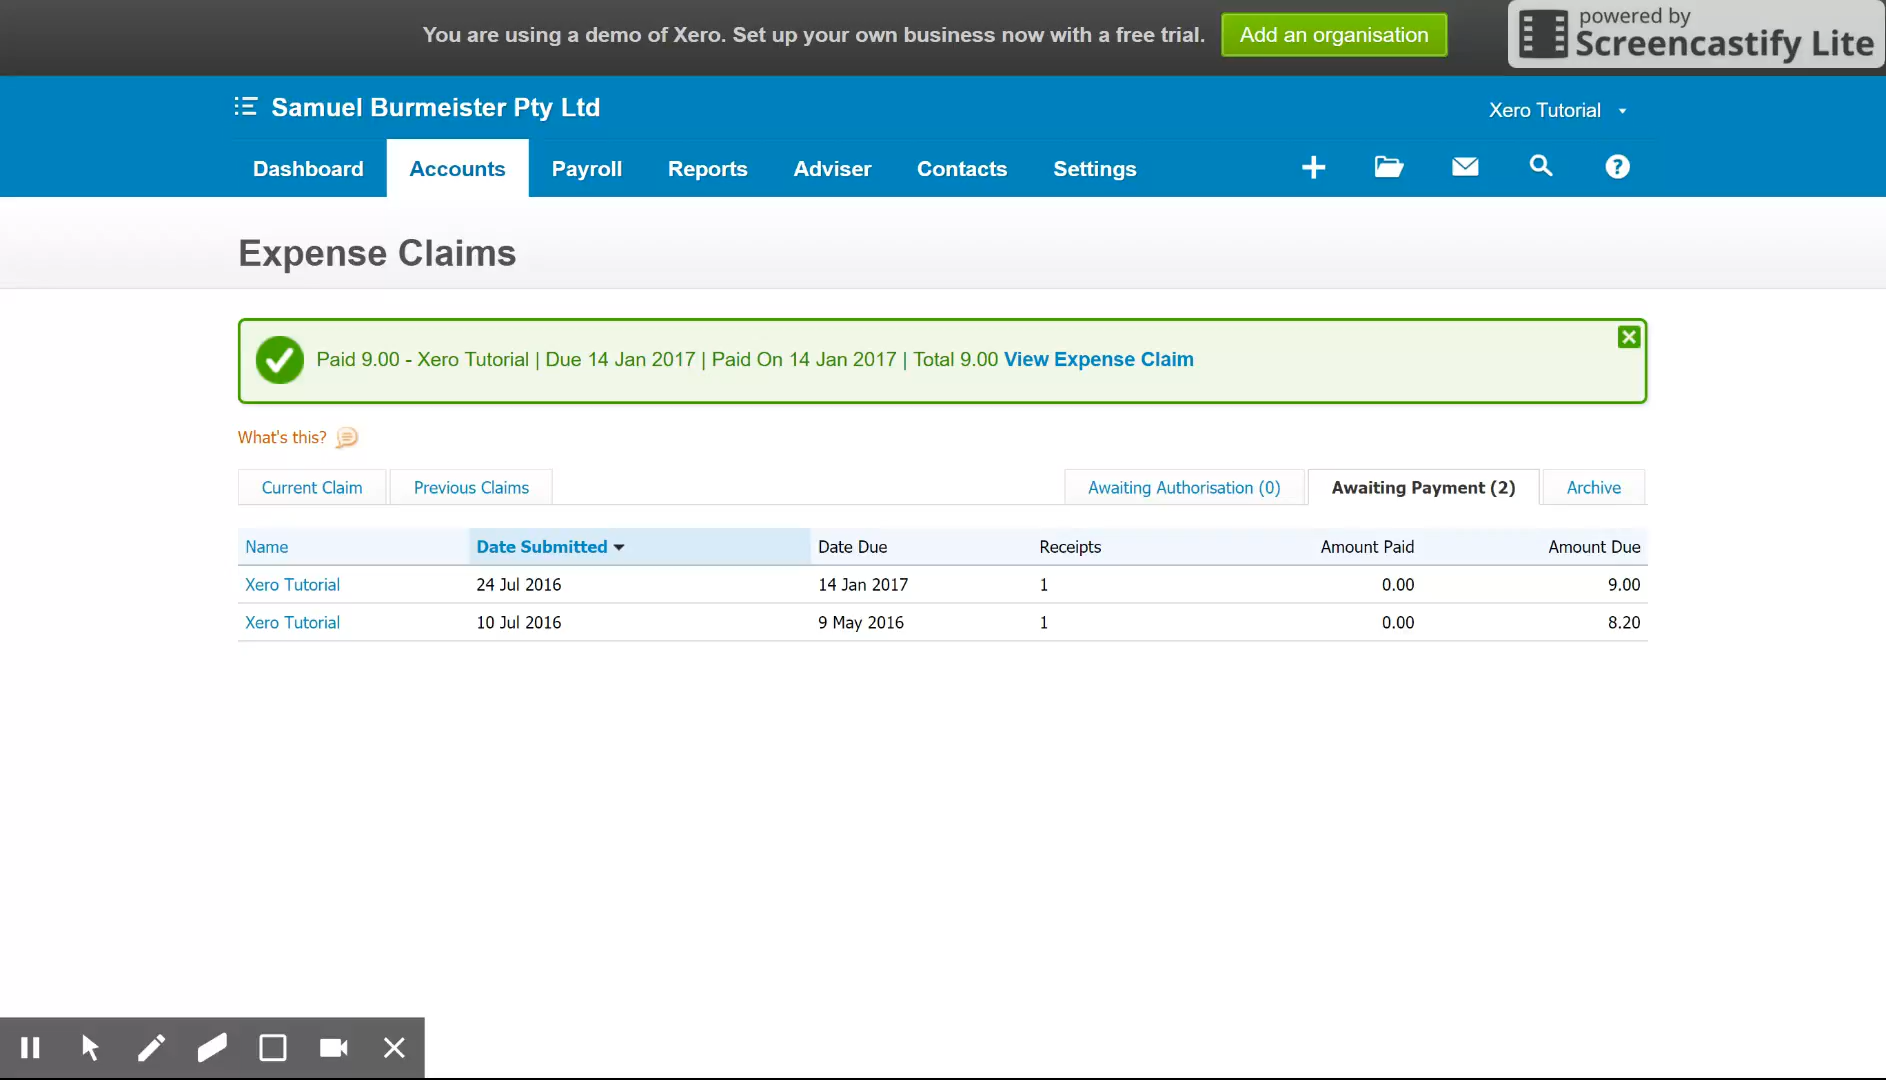 You are using a demo of Xero. Set up your own business now with a free trial. Add an organisation
powered by
Screencastify Lite
Samuel Burmeister Pty Ltd
Xero Tutorial
Dashboard Accounts Payroll Reports Adviser Contacts Settings
Expense Claims
Paid 9.00 - Xero Tutorial | Due 14 Jan 2017 | Paid On 14 Jan 2017 | Total 9.00 View Expense Claim
What's this?
Current Claim Previous Claims Awaiting Authorisation (0) Awaiting Payment (2) Archive
Name Date Submitted Date Due Receipts Amount Paid Amount Due
Xero Tutorial 24 Jul 2016 14 Jan 2017 1 0.00 9.00
Xero Tutorial 10 Jul 2016 9 May 2016 1 0.00 8.20